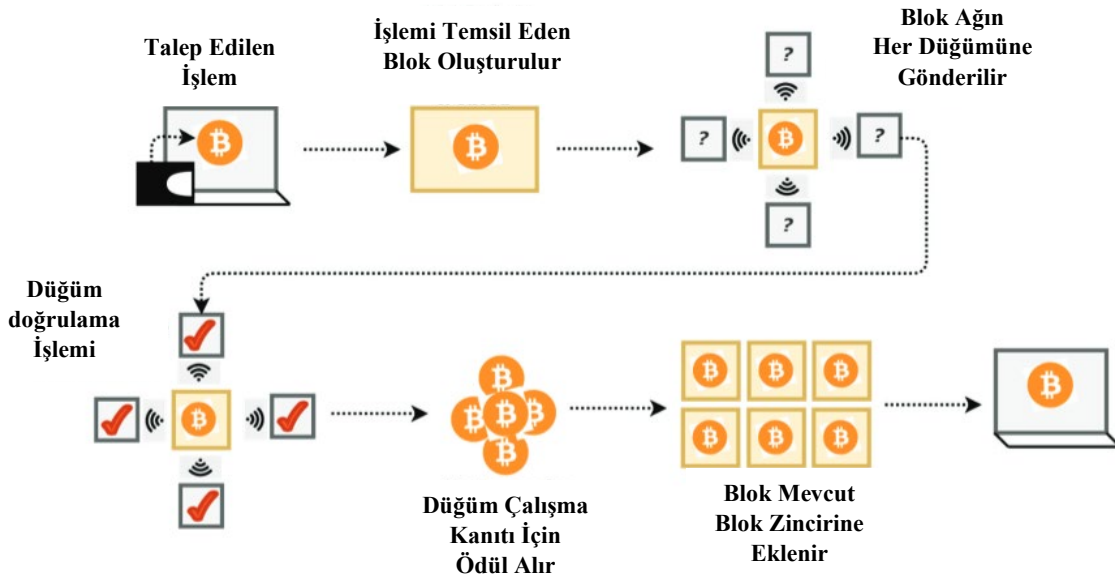 Talep Edilen
İşlem
İşlemi Temsil Eden
Blok Oluşturulur
Blok Ağın
Her Düğümüne
Gönderilir
?
?
?
?
Düğüm
doğrulama
İşlemi
Düğüm Çalışma
Kanıtı İçin
Ödül Alır
Blok Mevcut
Blok Zincirine
Eklenir